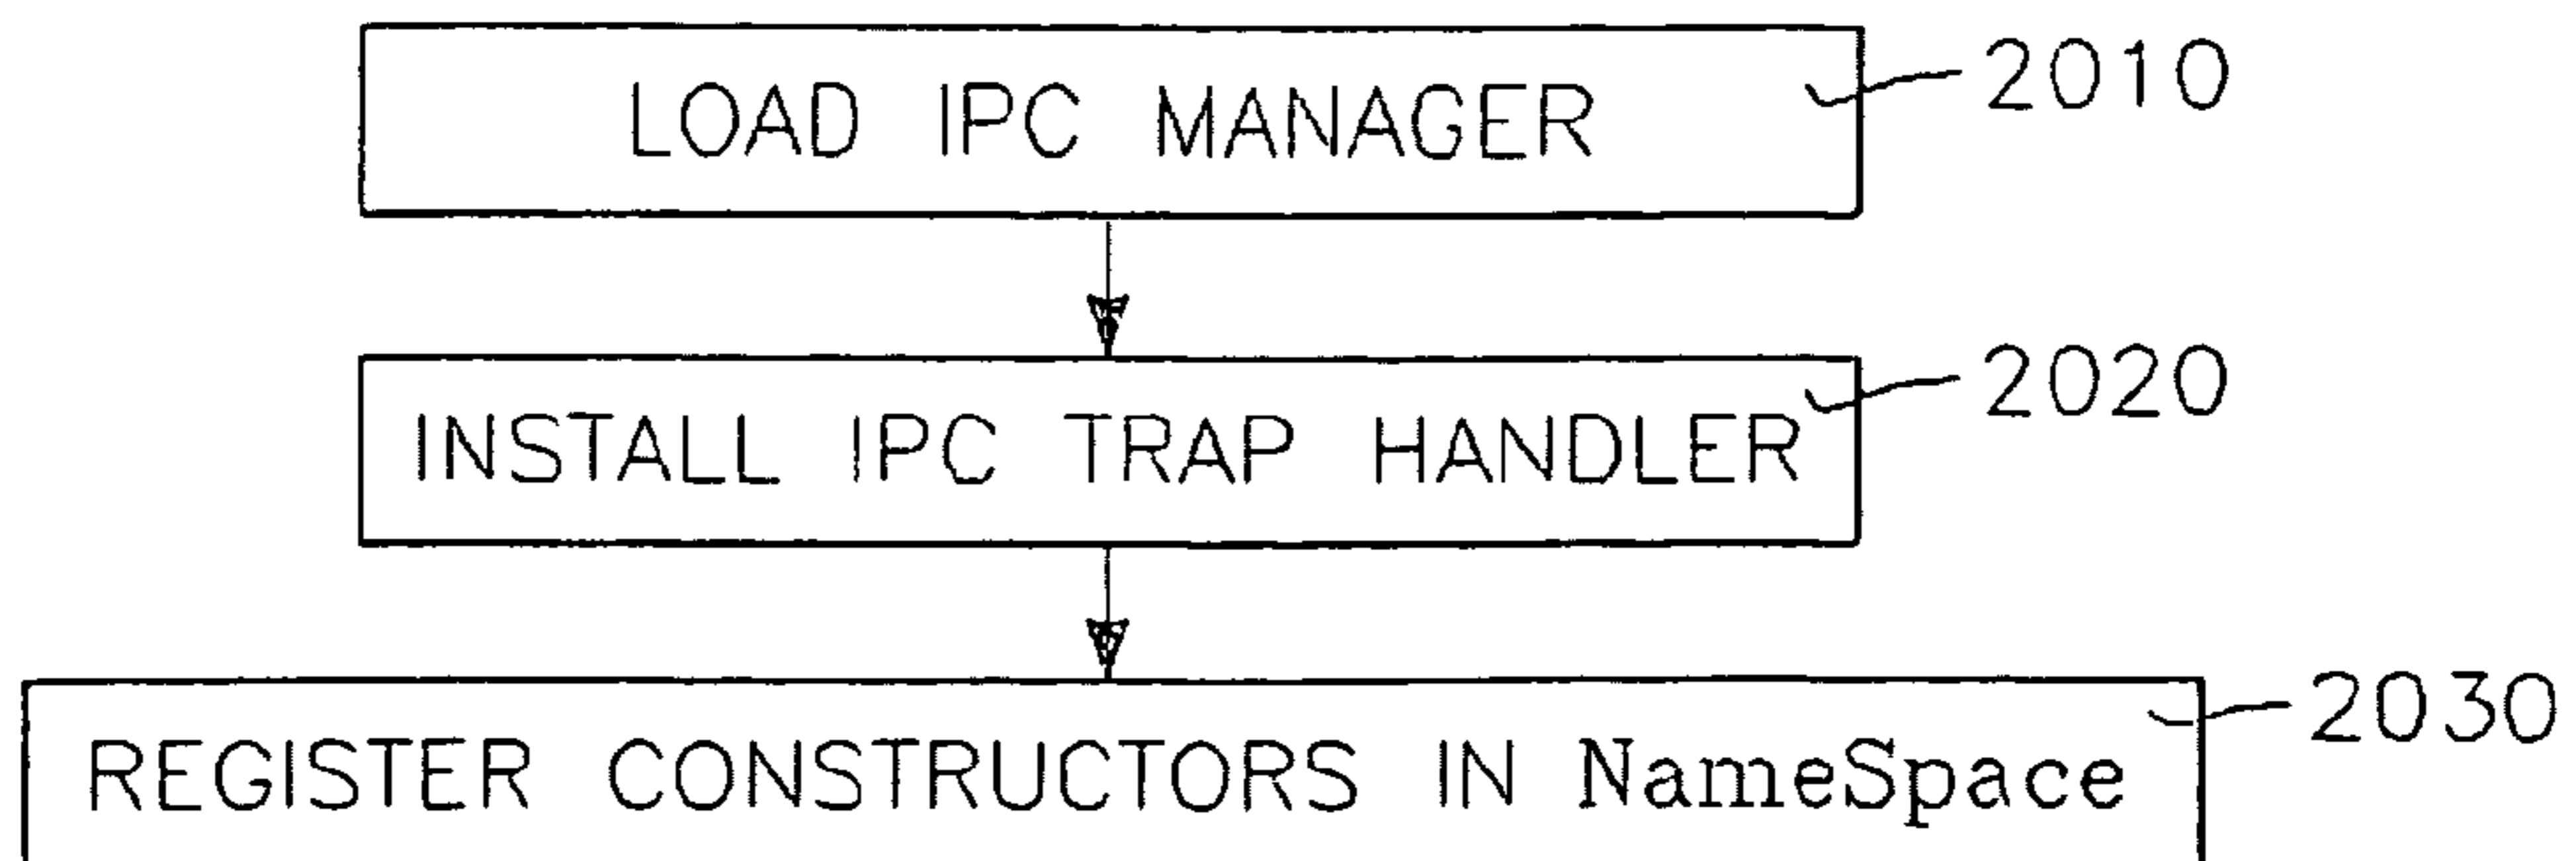 LOAD IPC MANAGER 2010
INSTALL IPC TRAP HANDLER 2020
REGISTER CONSTRUCTORS IN NameSpace 2030